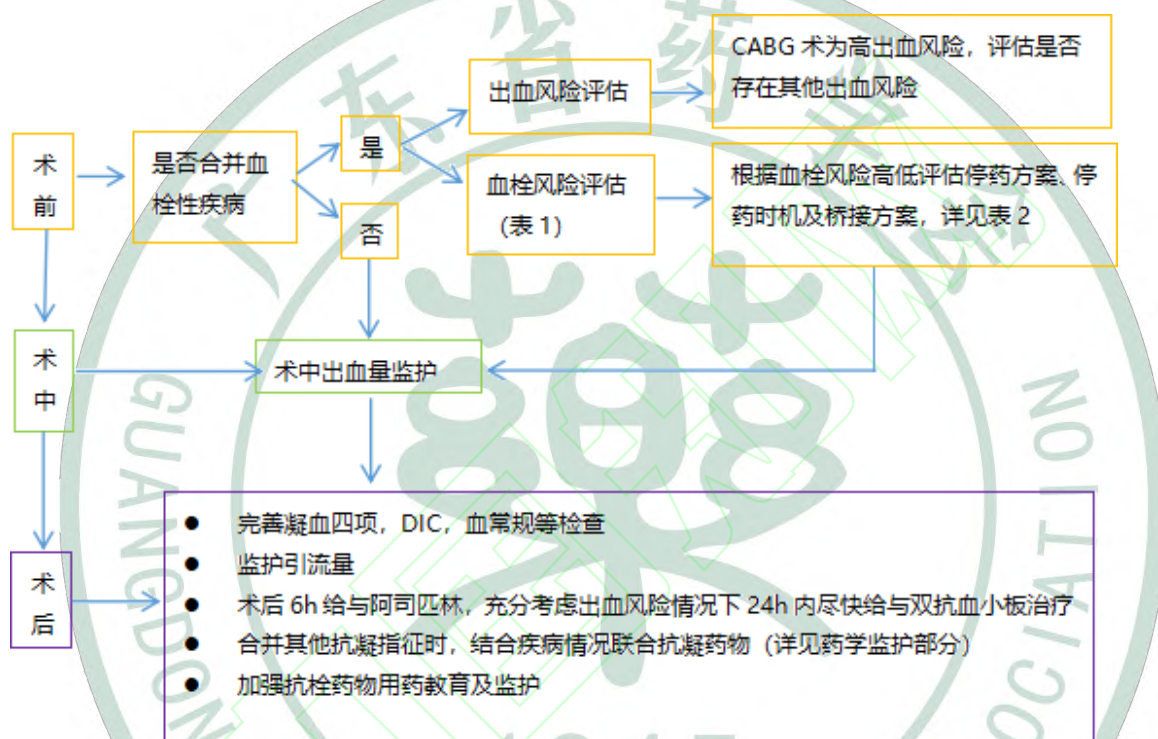 术
前
是否合并血
栓性疾病
是
否
出血风险评估
CABG 术为高出血风险，评估是否
存在其他出血风险
血栓风险评估
（表 1）
根据血栓风险高低评估停药方案、停
药时机及桥接方案，详见表 2
术
中
术中出血量监护
术
后
● 完善凝血四项，DIC，血常规等检查
● 监护引流量
● 术后 6h 给与阿司匹林，充分考虑出血风险情况下 24h 内尽快给与双抗血小板治疗
● 合并其他抗凝指征时，结合疾病情况联合抗凝药物（详见药学监护部分）
● 加强抗栓药物用药教育及监护
广东省药学
藥
GUANGDON
OCIATION